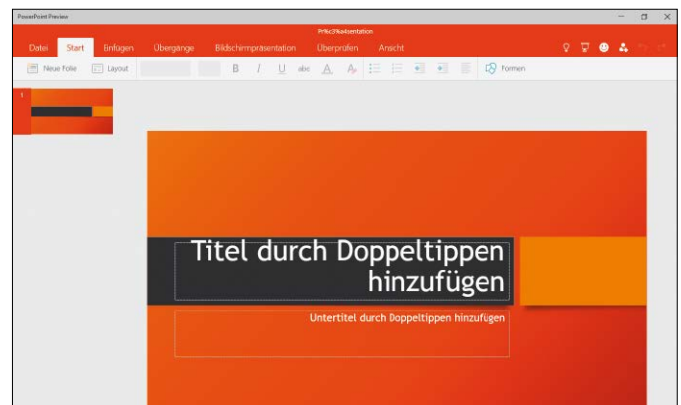 PowerPoint Preview
Pr%c3%a4sentation
Datei Start Einfügen Übergänge Bildschirmpräsentation Überprüfen Ansicht
Neue Folie Layout B I U abc A A Formen
1
Titel durch Doppeltippen
hinzufügen
Untertitel durch Doppeltippen hinzufügen